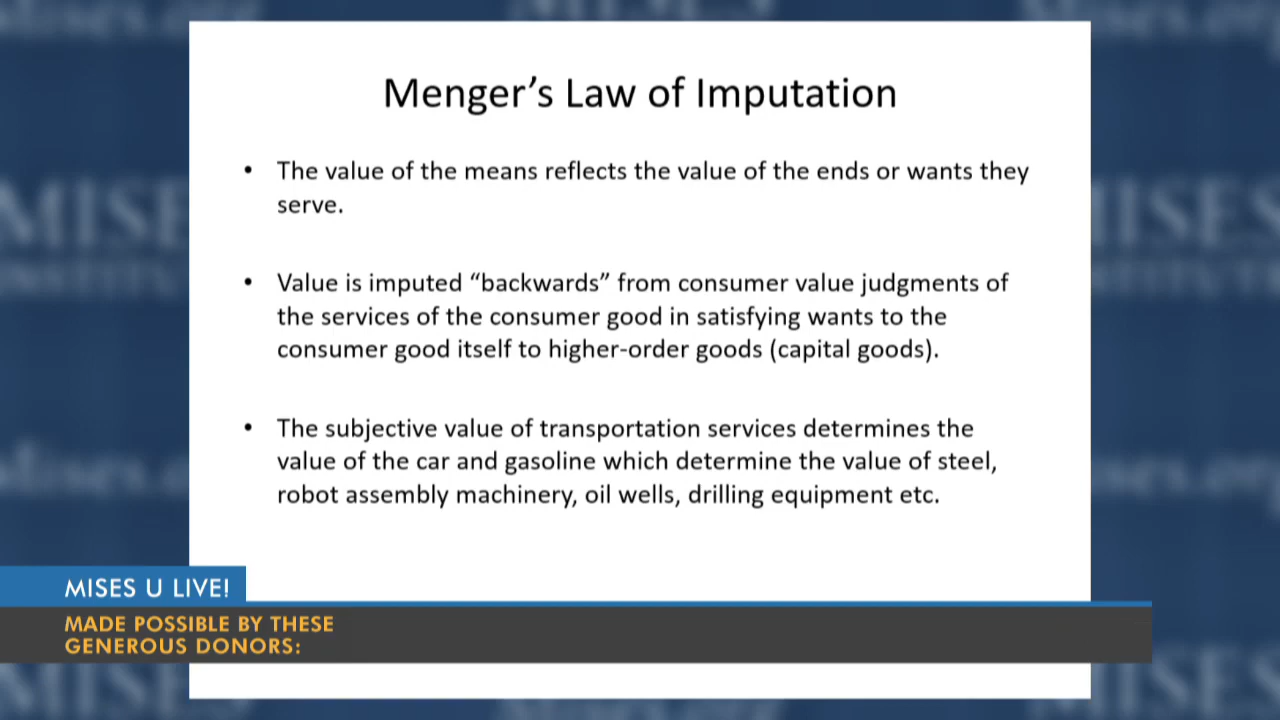 Menger’s Law of Imputation
• The value of the means reflects the value of the ends or wants they
serve.
• Value is imputed “backwards” from consumer value judgments of
the services of the consumer good in satisfying wants to the
consumer good itself to higher-order goods (capital goods).
• The subjective value of transportation services determines the
value of the car and gasoline which determine the value of steel,
robot assembly machinery, oil wells, drilling equipment etc.
MISES U LIVE!
MADE POSSIBLE BY THESE
GENEROUS DONORS: